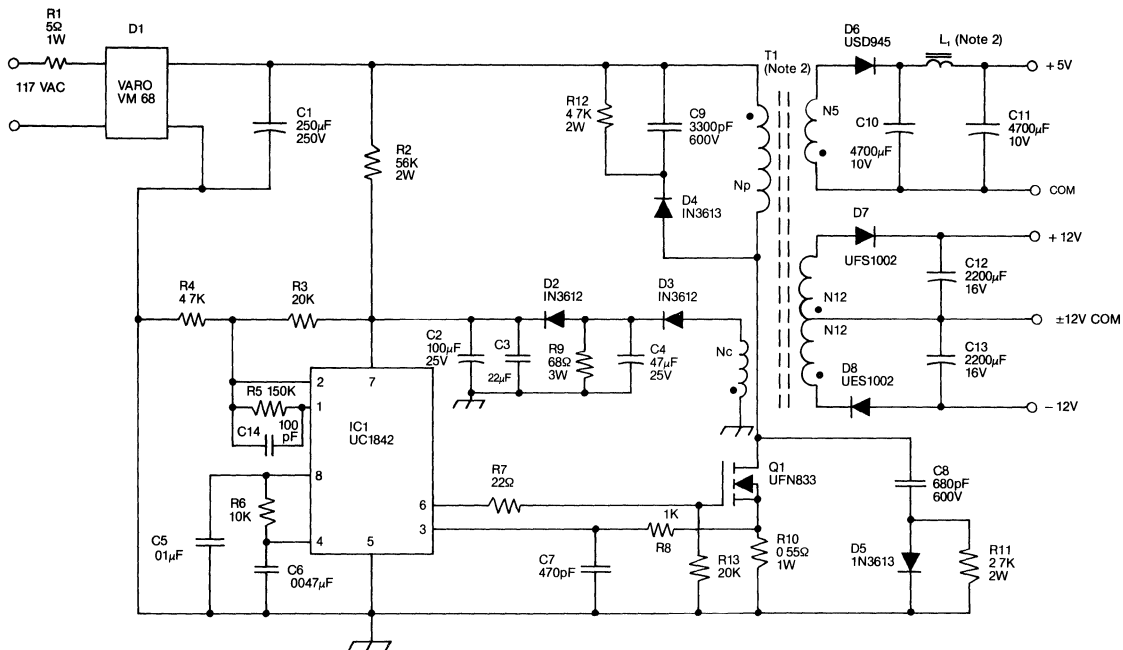 R1
5Ω
1W
D1
117 VAC
VARO
VM 68
C1
250μF
250V
R2
56K
2W
R12
4 7K
2W
C9
3300pF
600V
D4
IN3613
T1
(Note 2)
Np
N5
D6
USD945
L₁ (Note 2)
+ 5V
C10
4700μF
10V
C11
4700μF
10V
COM
D7
UFS1002
+ 12V
C12
2200μF
16V
N12
± 12V COM
N12
C13
2200μF
16V
D8
UES1002
− 12V
R4
4 7K
R3
20K
D2
IN3612
D3
IN3612
C2
100μF
25V
C3
22μF
R9
68Ω
3W
C4
47μF
25V
Nc
2
7
R5 150K
1
C14
100
pF
IC1
UC1842
8
R6
10K
6
3
4
5
C5
01μF
C6
0047μF
R7
22Ω
Q1
UFN833
1K
R8
C7
470pF
R13
20K
R10
0 55Ω
1W
C8
680pF
600V
D5
1N3613
R11
2 7K
2W